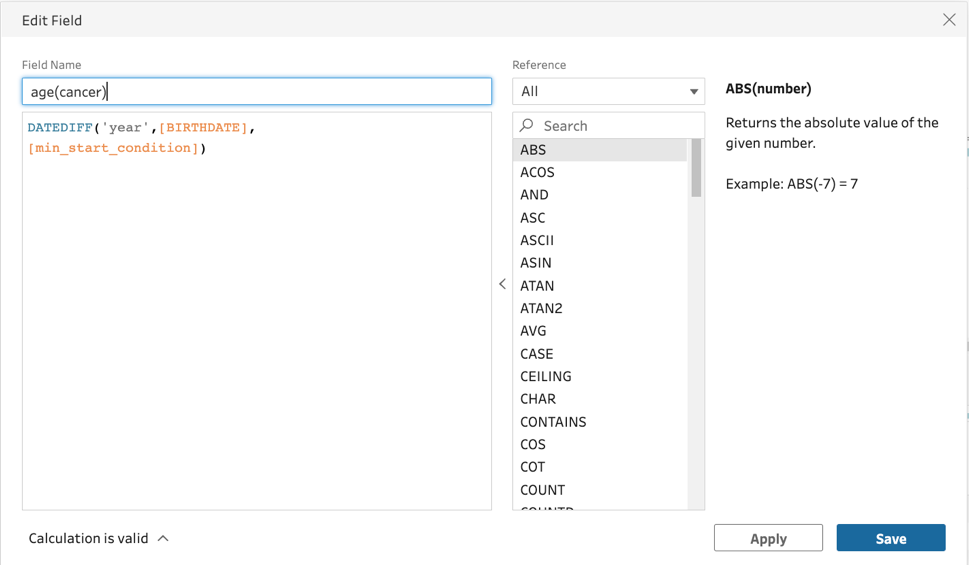 Edit Field
Field Name
age(cancer)
DATEDIFF('year',[BIRTHDATE],
[min_start_condition])
Reference
All
Search
ABS
ACOS
AND
ASC
ASCII
ASIN
ATAN
ATAN2
AVG
CASE
CEILING
CHAR
CONTAINS
COS
COT
COUNT
ABS(number)
Returns the absolute value of the
given number.
Example: ABS(-7) = 7
Calculation is valid
Apply
Save